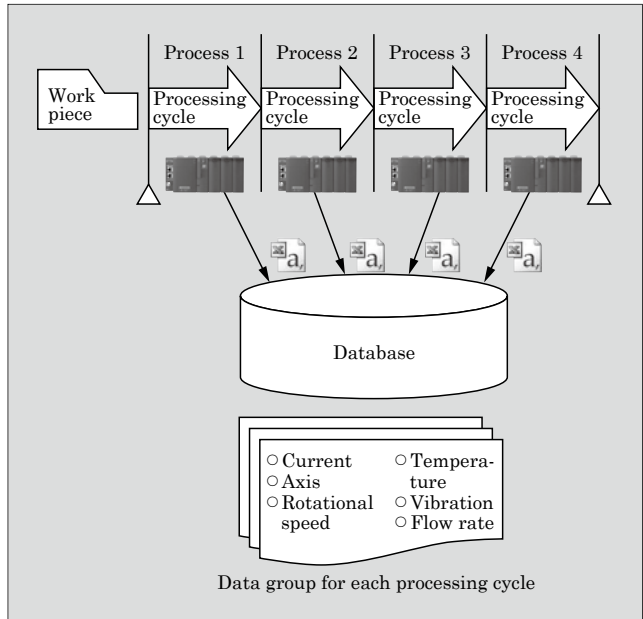 Process 1 Process 2 Process 3 Process 4
Work
piece
Processing
cycle
Processing
cycle
Processing
cycle
Processing
cycle
a, a, a, a,
Database
○ Current
○ Axis
○ Rotational
speed
○ Tempera-
ture
○ Vibration
○ Flow rate
Data group for each processing cycle